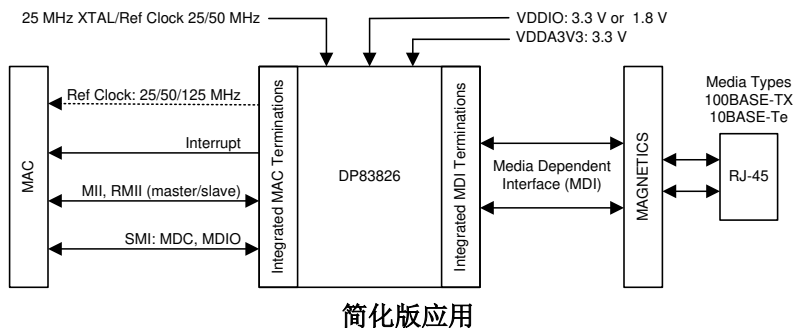 25 MHz XTAL/Ref Clock 25/50 MHz
VDDIO: 3.3 V or 1.8 V
VDDA3V3: 3.3 V
MAC
Ref Clock: 25/50/125 MHz
Interrupt
MII, RMII (master/slave)
SMI: MDC, MDIO
Integrated MAC Terminations
DP83826
Integrated MDI Terminations
Media Dependent
Interface (MDI)
MAGNETICS
Media Types
100BASE-TX
10BASE-Te
RJ-45
简化版应用